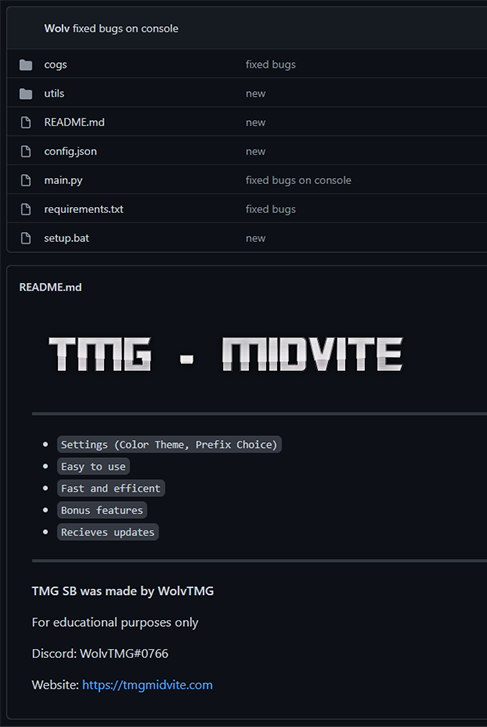 Wolv fixed bugs on console
cogs fixed bugs
utils new
README.md new
config.json new
main.py fixed bugs on console
requirements.txt fixed bugs
setup.bat new
README.md
TMG - MIDVITE
Settings (Color Theme, Prefix Choice)
Easy to use
Fast and efficent
Bonus features
Recieves updates
TMG SB was made by WolvTMG
For educational purposes only
Discord: WolvTMG#0766
Website: https://tmgmidvite.com